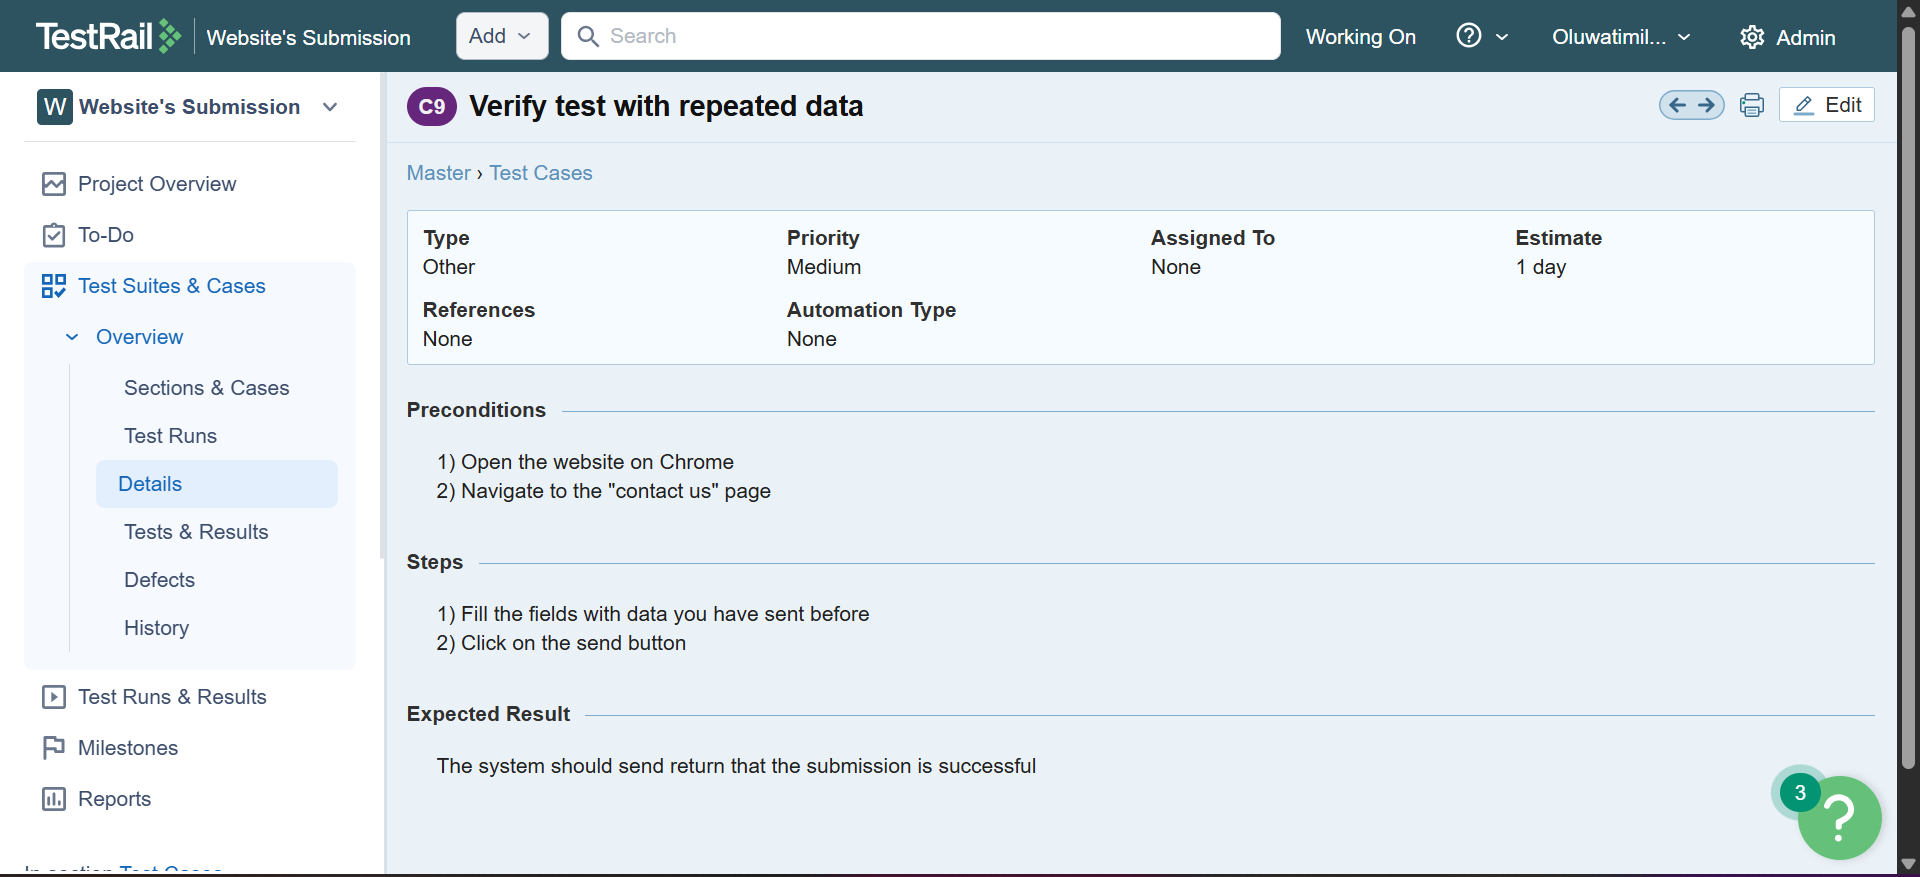 TestRail Website's Submission Add Search Working On Oluwatimil... Admin
W Website's Submission
Project Overview
To-Do
Test Suites & Cases
Overview
Sections & Cases
Test Runs
Details
Tests & Results
Defects
History
Test Runs & Results
Milestones
Reports
In section Test Cases
C9 Verify test with repeated data
Edit
Master › Test Cases
Type Priority Assigned To Estimate
Other Medium None 1 day
References Automation Type
None None
Preconditions
1) Open the website on Chrome
2) Navigate to the "contact us" page
Steps
1) Fill the fields with data you have sent before
2) Click on the send button
Expected Result
The system should send return that the submission is successful
3
?